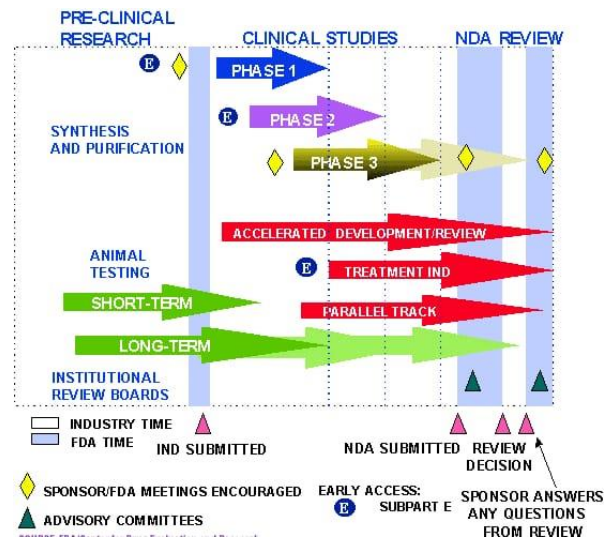 PRE-CLINICAL
RESEARCH
CLINICAL STUDIES
NDA REVIEW
E
PHASE 1
E
PHASE 2
SYNTHESIS
AND PURIFICATION
PHASE 3
ACCELERATED DEVELOPMENT/REVIEW
ANIMAL
TESTING
E
TREATMENT IND
SHORT-TERM
PARALLEL TRACK
LONG-TERM
INSTITUTIONAL
REVIEW BOARDS
INDUSTRY TIME
FDA TIME
IND SUBMITTED
NDA SUBMITTED
REVIEW
DECISION
SPONSOR/FDA MEETINGS ENCOURAGED
ADVISORY COMMITTEES
EARLY ACCESS:
E
SUBPART E
SPONSOR ANSWERS
ANY QUESTIONS
FROM REVIEW